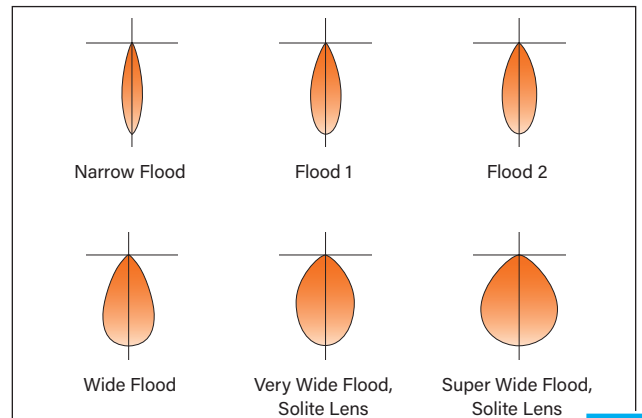 Narrow Flood
Flood 1
Flood 2
Wide Flood
Very Wide Flood,
Solite Lens
Super Wide Flood,
Solite Lens